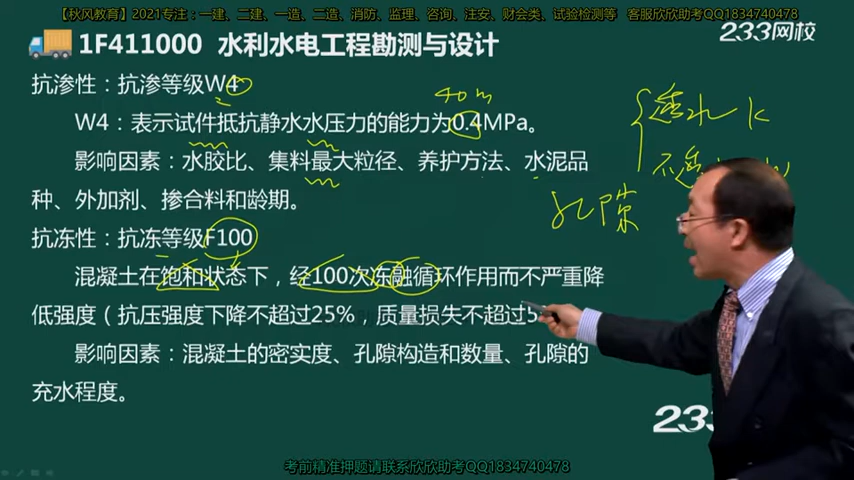 【秋风教育】2021专注：一建、二建、一造、二造、消防、监理、咨询、注安、财会类、试验检测等 客服欣欣助考QQ1834740478
233网校
1F411000 水利水电工程勘测与设计
抗渗性：抗渗等级W4
40m
W4：表示试件抵抗静水水压力的能力为0.4MPa。
透水 K
影响因素：水胶比、集料最大粒径、养护方法、水泥品
不透
种、外加剂、掺合料和龄期。
孔隙
抗冻性：抗冻等级F100
混凝土在饱和状态下，经100次冻融循环作用而不严重降
低强度（抗压强度下降不超过25%，质量损失不超过5
影响因素：混凝土的密实度、孔隙构造和数量、孔隙的
充水程度。
233
考前精准押题请联系欣欣助考QQ1834740478